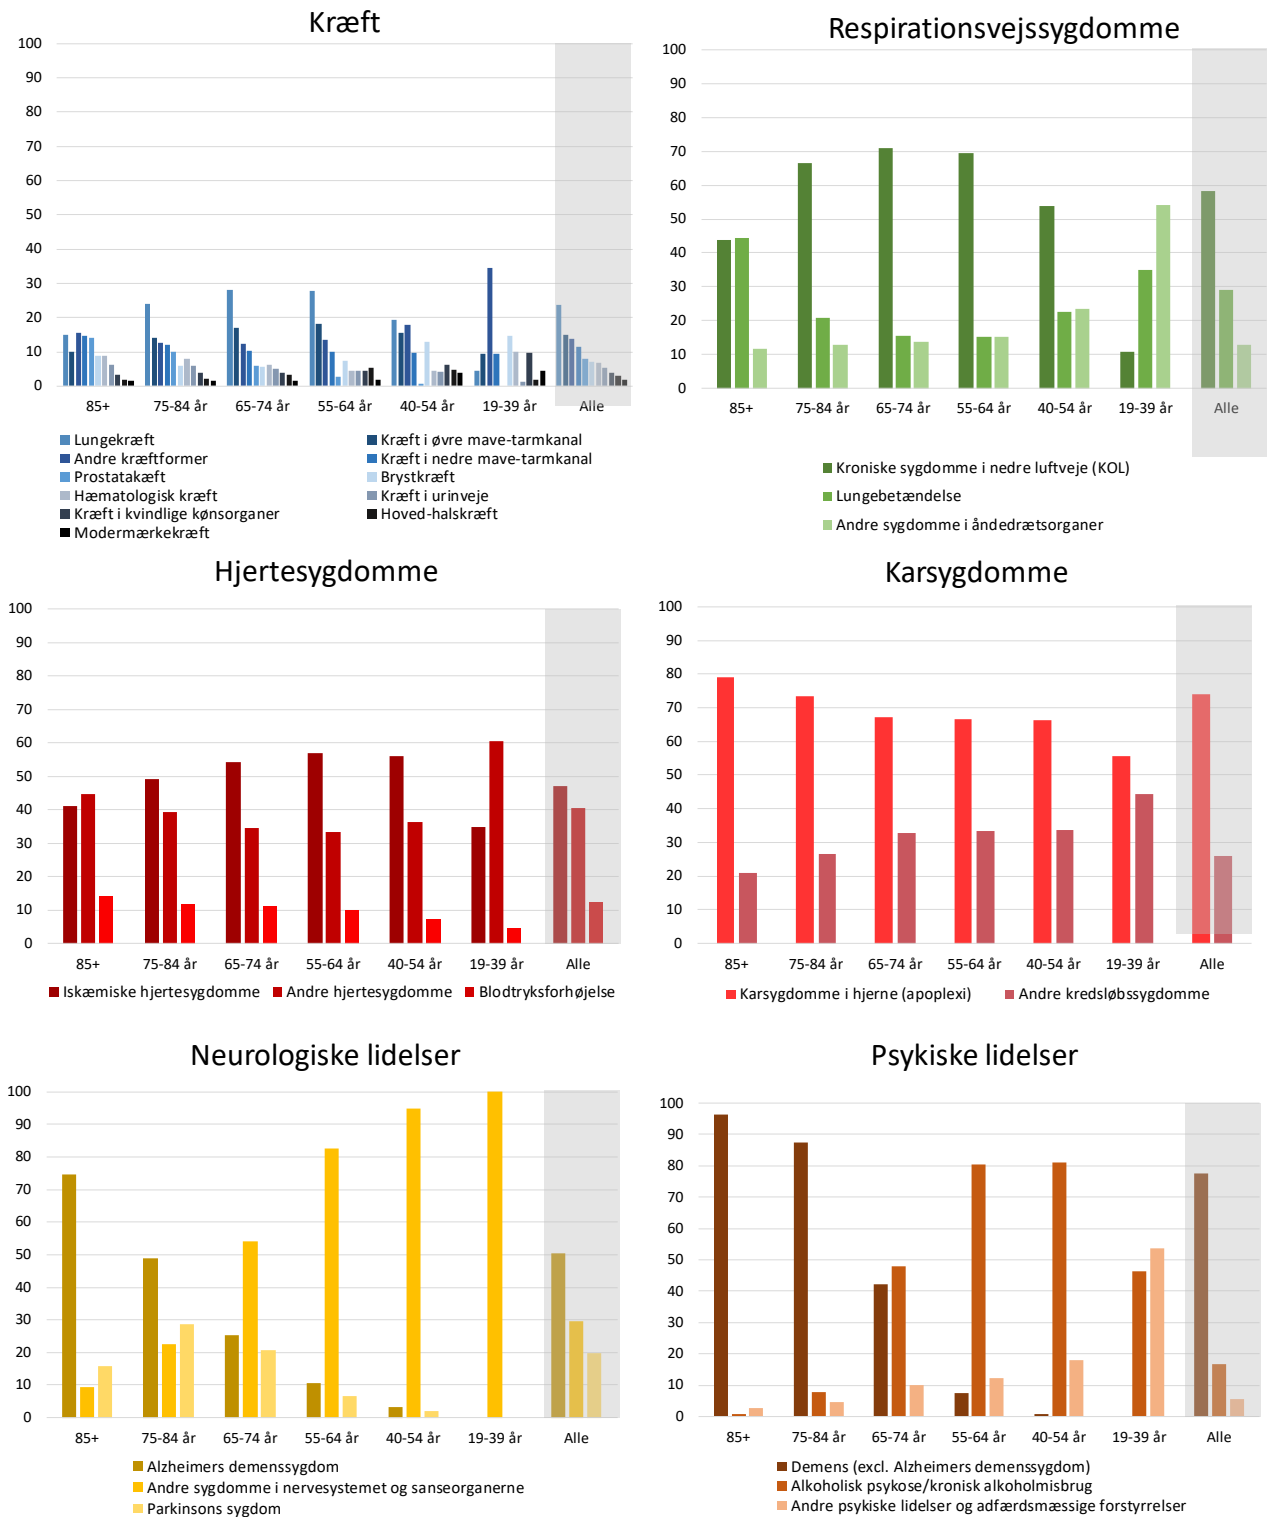 Kræft
100
90
80
70
60
50
40
30
20
10
0
85+ 75-84 år 65-74 år 55-64 år 40-54 år 19-39 år Alle
Lungekræft Kræft i øvre mave-tarmkanal
Andre kræftformer Kræft i nedre mave-tarmkanal
Prostatakæft Brystkræft
Hæmatologisk kræft Kræft i urinveje
Kræft i kvindlige kønsorganer Hoved-halskræft
Modermærkekræft
Respirationsvejssygdomme
100
90
80
70
60
50
40
30
20
10
0
85+ 75-84 år 65-74 år 55-64 år 40-54 år 19-39 år Alle
Kroniske sygdomme i nedre luftveje (KOL)
Lungebetændelse
Andre sygdomme i åndedrætsorganer
Hjertesygdomme
100
90
80
70
60
50
40
30
20
10
0
85+ 75-84 år 65-74 år 55-64 år 40-54 år 19-39 år Alle
Iskæmiske hjertesygdomme Andre hjertesygdomme Blodtryksforhøjelse
Karsygdomme
100
90
80
70
60
50
40
30
20
10
0
85+ 75-84 år 65-74 år 55-64 år 40-54 år 19-39 år Alle
Karsygdomme i hjerne (apoplexi) Andre kredsløbssygdomme
Neurologiske lidelser
100
90
80
70
60
50
40
30
20
10
0
85+ 75-84 år 65-74 år 55-64 år 40-54 år 19-39 år Alle
Alzheimers demenssygdom
Andre sygdomme i nervesystemet og sanseorganerne
Parkinsons sygdom
Psykiske lidelser
100
90
80
70
60
50
40
30
20
10
0
85+ 75-84 år 65-74 år 55-64 år 40-54 år 19-39 år Alle
Demens (excl. Alzheimers demenssygdom)
Alkoholisk psykose/kronisk alkoholmisbrug
Andre psykiske lidelser og adfærdsmæssige forstyrrelser